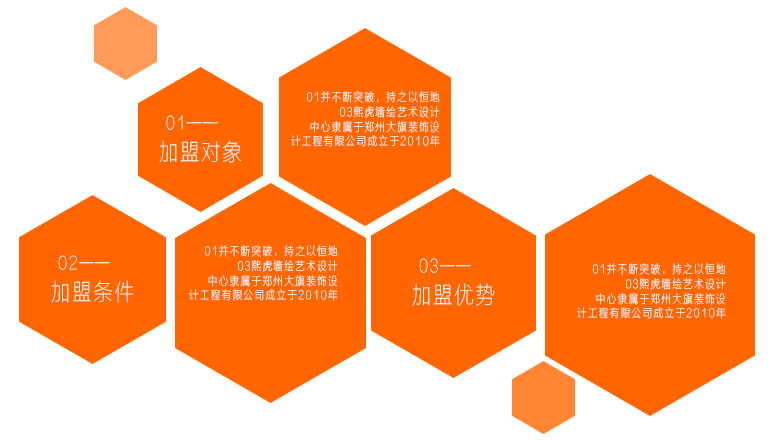 01——
加盟对象
01并不断突破，持之以恒地
03熙虎墙绘艺术设计
中心隶属于郑州大旗装饰设
计工程有限公司成立于2010年
02——
加盟条件
01并不断突破，持之以恒地
03熙虎墙绘艺术设计
中心隶属于郑州大旗装饰设
计工程有限公司成立于2010年
03——
加盟优势
01并不断突破，持之以恒地
03熙虎墙绘艺术设计
中心隶属于郑州大旗装饰设
计工程有限公司成立于2010年